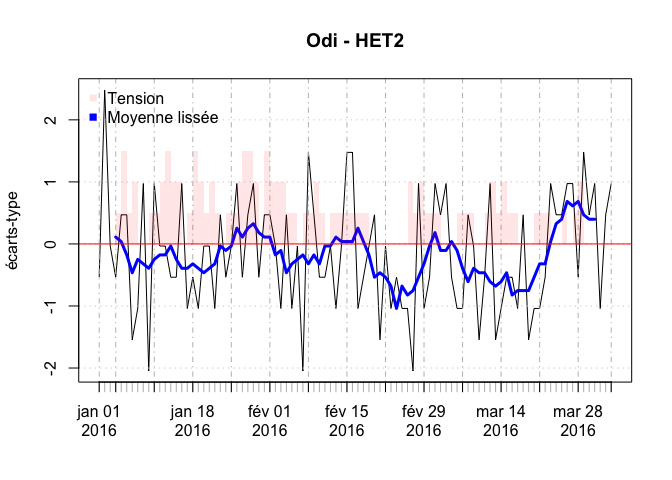 Odi - HET2
Tension
Moyenne lissée
écarts-type
2
1
0
-1
-2
jan 01 jan 18 fév 01 fév 15 fév 29 mar 14 mar 28
2016 2016 2016 2016 2016 2016 2016